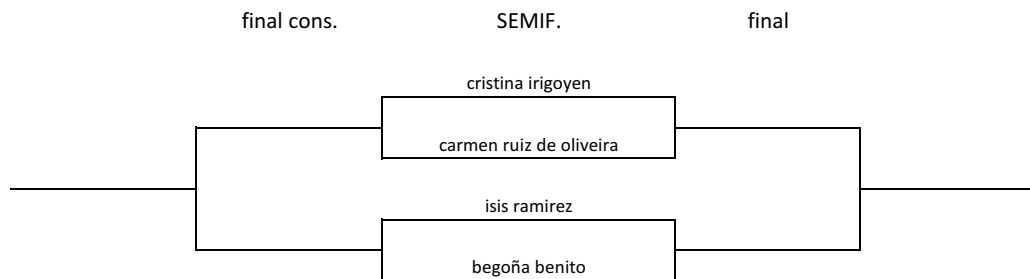 final cons. SEMIF. final
cristina irigoyen
carmen ruiz de oliveira
isis ramirez
begoña benito